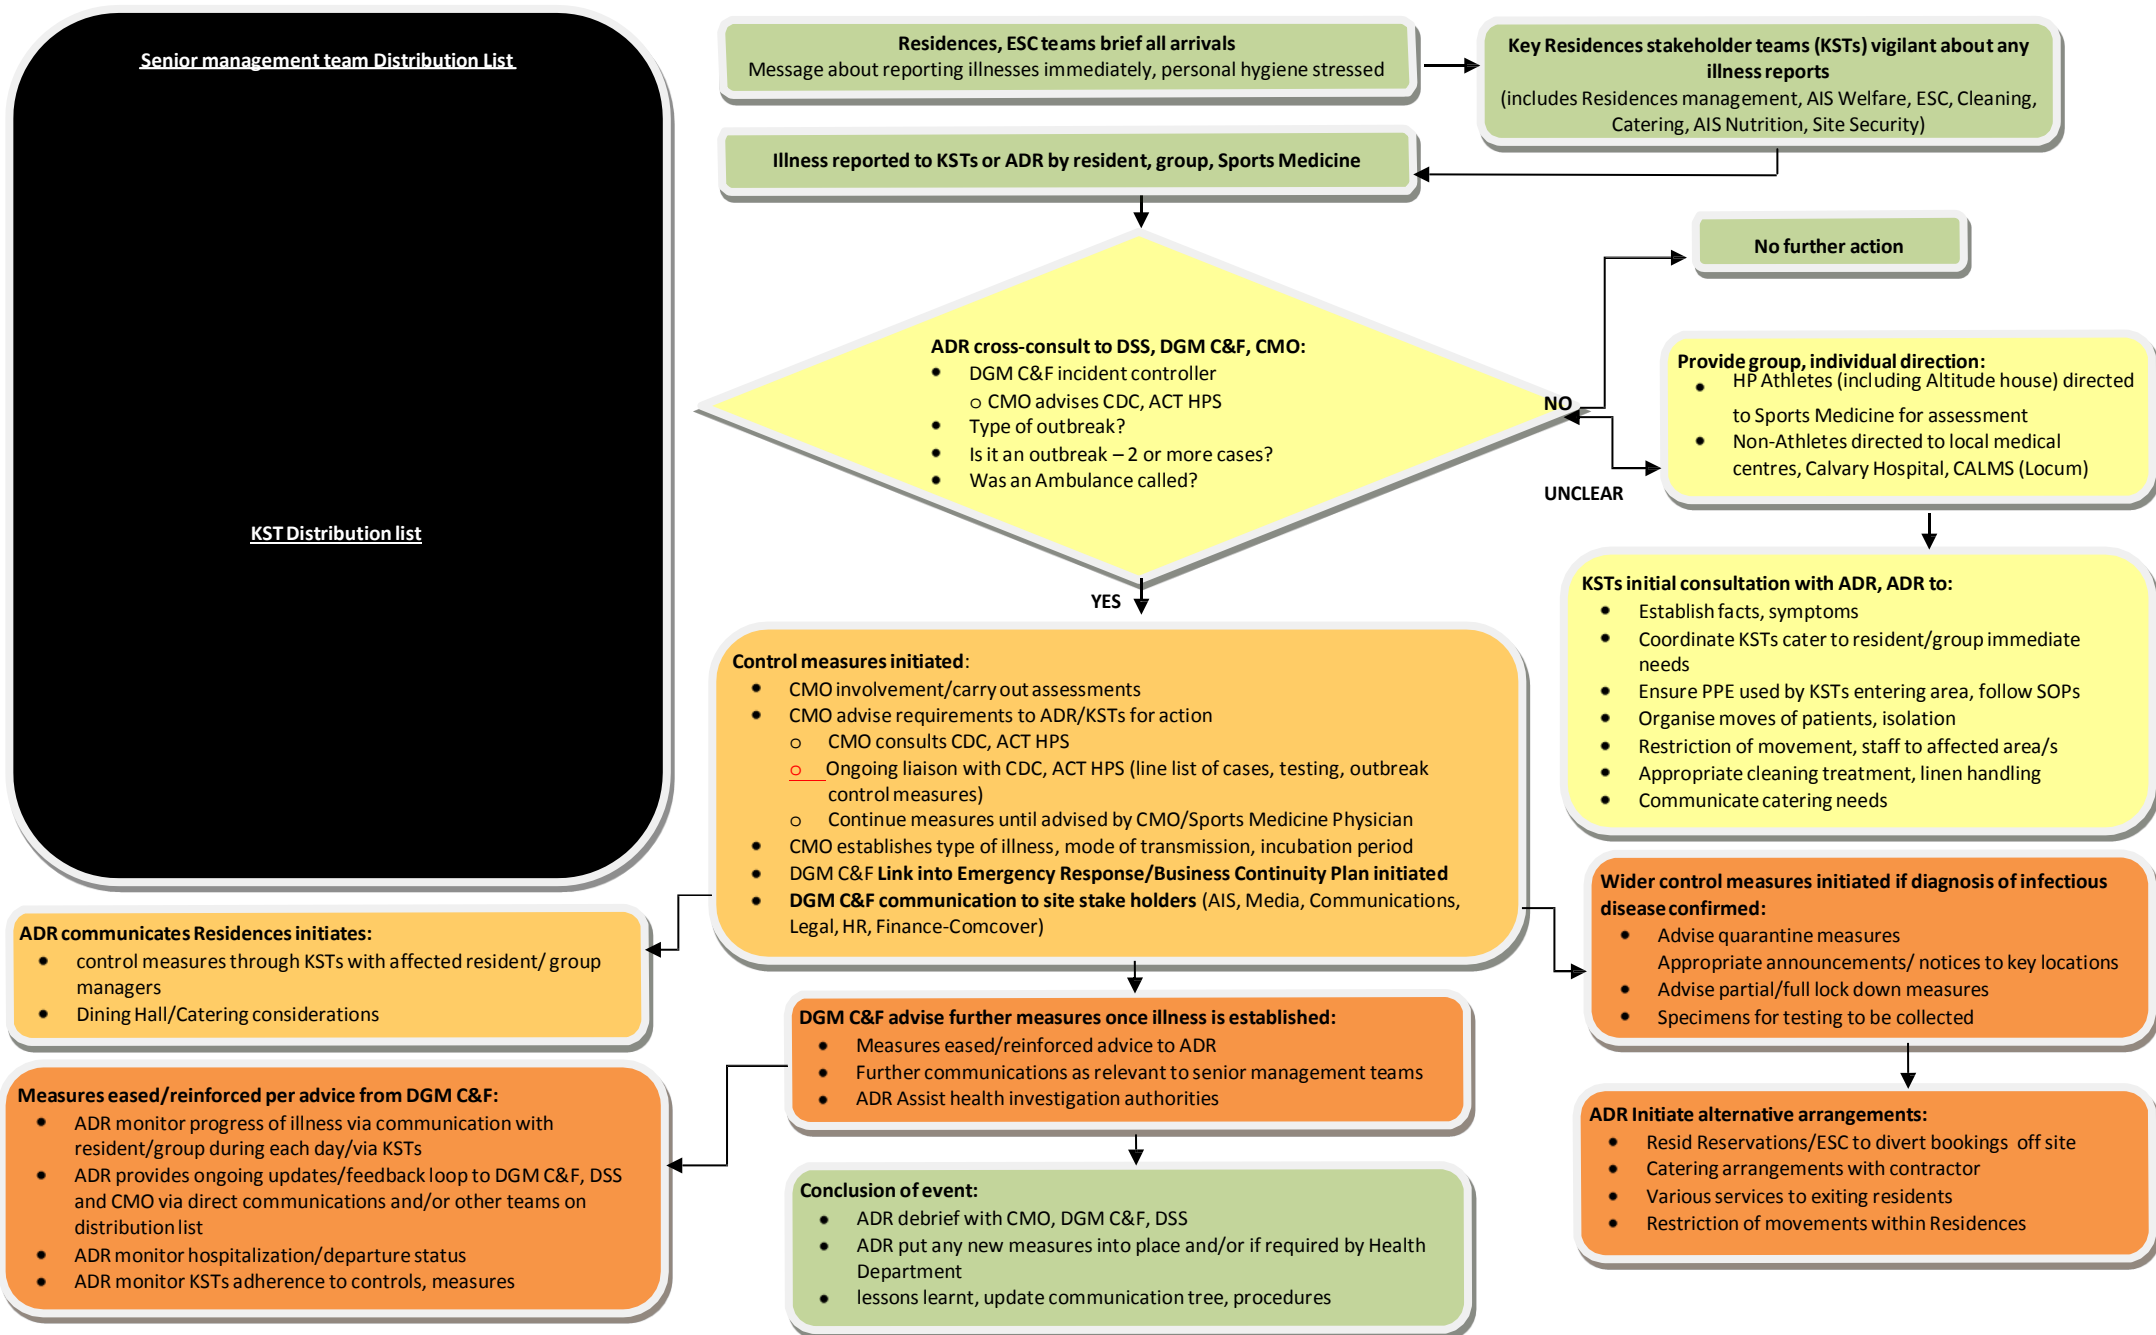 Senior management team Distribution List
KST Distribution list
Residences, ESC teams brief all arrivals
Message about reporting illnesses immediately, personal hygiene stressed
Key Residences stakeholder teams (KSTs) vigilant about any
illness reports
(includes Residences management, AIS Welfare, ESC, Cleaning,
Catering, AIS Nutrition, Site Security)
Illness reported to KSTs or ADR by resident, group, Sports Medicine
No further action
ADR cross-consult to DSS, DGM C&F, CMO:
• DGM C&F incident controller
o CMO advises CDC, ACT HPS
• Type of outbreak?
• Is it an outbreak – 2 or more cases?
• Was an Ambulance called?
NO
UNCLEAR
YES
Provide group, individual direction:
• HP Athletes (including Altitude house) directed
to Sports Medicine for assessment
• Non-Athletes directed to local medical
centres, Calvary Hospital, CALMS (Locum)
KSTs initial consultation with ADR, ADR to:
• Establish facts, symptoms
• Coordinate KSTs cater to resident/group immediate
needs
• Ensure PPE used by KSTs entering area, follow SOPs
• Organise moves of patients, isolation
• Restriction of movement, staff to affected area/s
• Appropriate cleaning treatment, linen handling
• Communicate catering needs
Control measures initiated:
• CMO involvement/carry out assessments
• CMO advise requirements to ADR/KSTs for action
o CMO consults CDC, ACT HPS
o Ongoing liaison with CDC, ACT HPS (line list of cases, testing, outbreak
control measures)
o Continue measures until advised by CMO/Sports Medicine Physician
• CMO establishes type of illness, mode of transmission, incubation period
• DGM C&F Link into Emergency Response/Business Continuity Plan initiated
• DGM C&F communication to site stake holders (AIS, Media, Communications,
Legal, HR, Finance-Comcover)
Wider control measures initiated if diagnosis of infectious
disease confirmed:
• Advise quarantine measures
Appropriate announcements/ notices to key locations
• Advise partial/full lock down measures
• Specimens for testing to be collected
ADR communicates Residences initiates:
• control measures through KSTs with affected resident/ group
managers
• Dining Hall/Catering considerations
DGM C&F advise further measures once illness is established:
• Measures eased/reinforced advice to ADR
• Further communications as relevant to senior management teams
• ADR Assist health investigation authorities
Measures eased/reinforced per advice from DGM C&F:
• ADR monitor progress of illness via communication with
resident/group during each day/via KSTs
• ADR provides ongoing updates/feedback loop to DGM C&F, DSS
and CMO via direct communications and/or other teams on
distribution list
• ADR monitor hospitalization/departure status
• ADR monitor KSTs adherence to controls, measures
ADR Initiate alternative arrangements:
• Resid Reservations/ESC to divert bookings off site
• Catering arrangements with contractor
• Various services to exiting residents
• Restriction of movements within Residences
Conclusion of event:
• ADR debrief with CMO, DGM C&F, DSS
• ADR put any new measures into place and/or if required by Health
Department
• lessons learnt, update communication tree, procedures